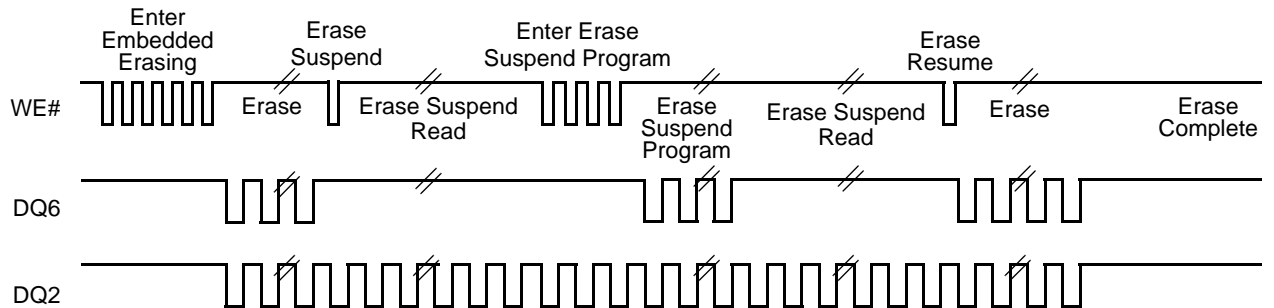 Enter
Embedded
Erasing
Erase
Suspend
Enter Erase
Suspend Program
Erase
Resume
WE#
Erase
Erase Suspend
Read
Erase
Suspend
Program
Erase Suspend
Read
Erase
Erase
Complete
DQ6
DQ2